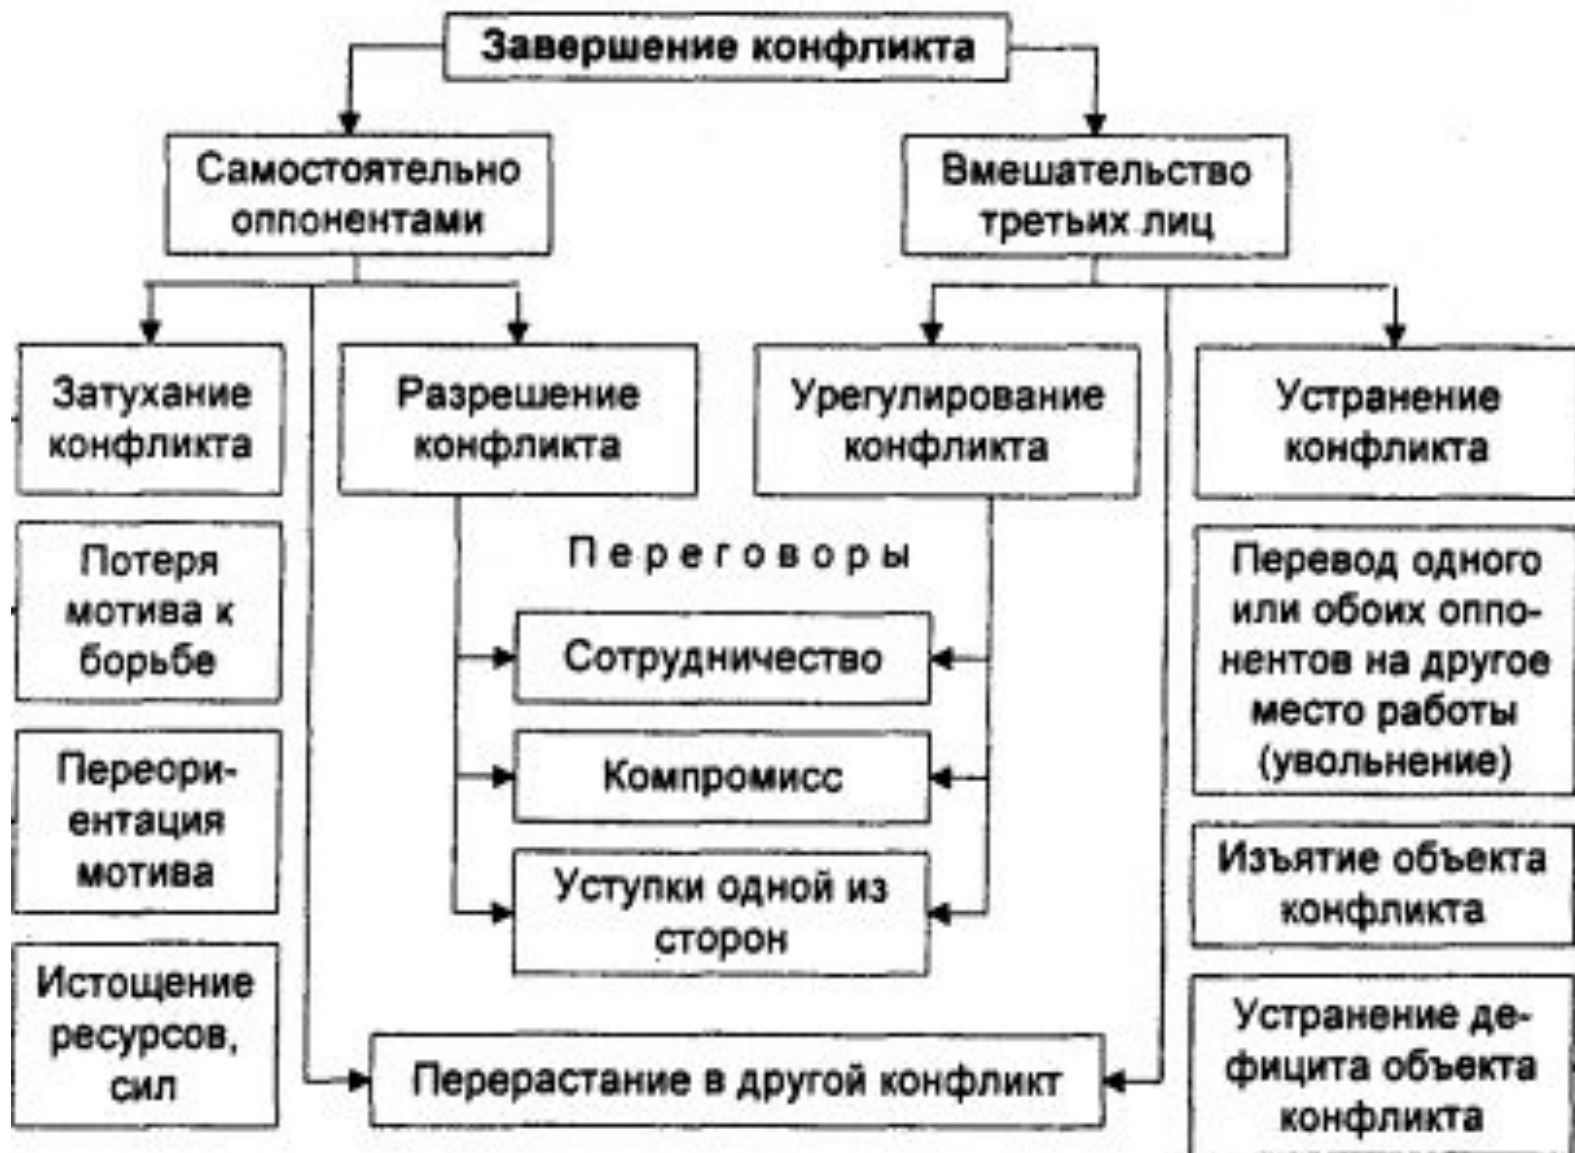 Завершение конфликта
Самостоятельно
оппонентами
Вмешательство
третьих лиц
Затухание
конфликта
Разрешение
конфликта
Урегулирование
конфликта
Устранение
конфликта
Потеря
мотива к
борьбе
Переори-
ентация
мотива
Истощение
ресурсов,
сил
Переговоры
Сотрудничество
Компромисс
Уступки одной из
сторон
Перерастание в другой конфликт
Перевод одного
или обоих оппо-
нентов на другое
место работы
(увольнение)
Изъятие объекта
конфликта
Устранение де-
фицита объекта
конфликта